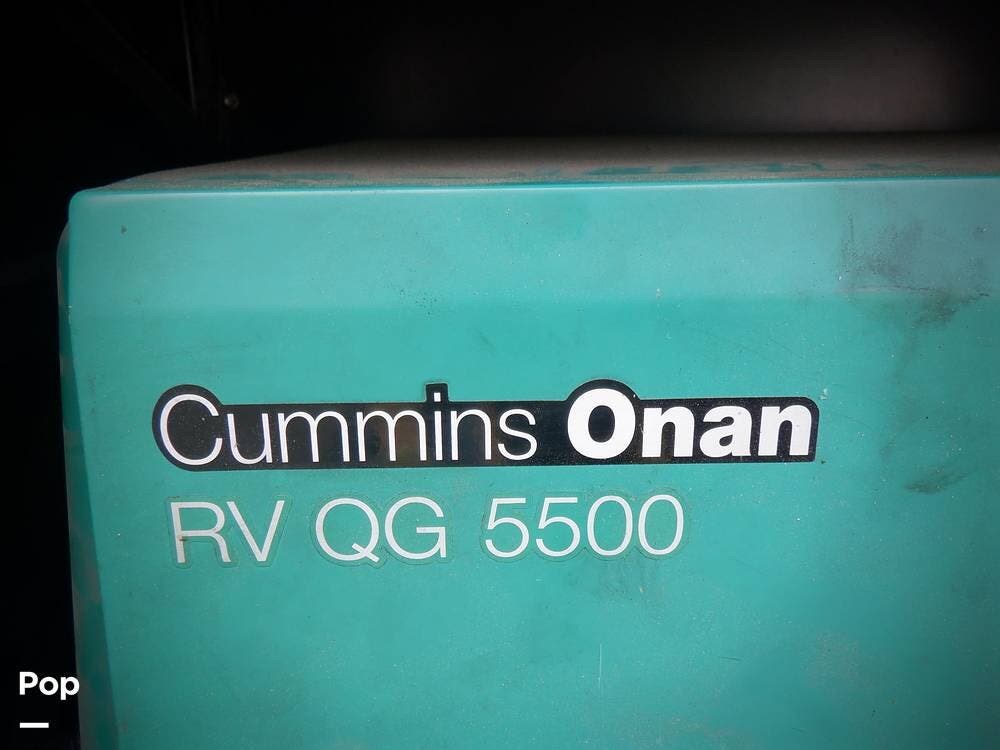 Cummins Onan
RV QG 5500
Pop